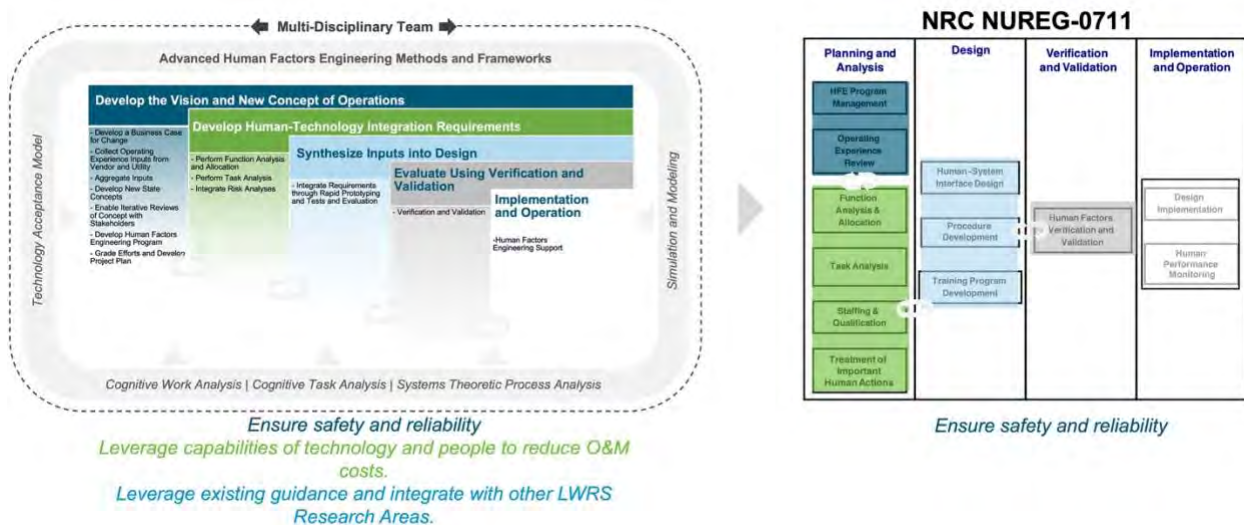 Multi-Disciplinary Team
Advanced Human Factors Engineering Methods and Frameworks
Technology Acceptance Model
Develop the Vision and New Concept of Operations
- Develop a Business Case
for Change
- Collect Operating
Experience Inputs from
Vendor and Utility
- Aggregate Inputs
- Develop New State
Concepts
- Enable Iterative Reviews
of Concept with
Stakeholders
- Develop Human Factors
Engineering Program
- Grade Efforts and Develop
Project Plan
Develop Human-Technology Integration Requirements
- Perform Function Analysis
and Allocation
- Perform Task Analysis
- Integrate Risk Analyses
Synthesize Inputs into Design
- Integrate Requirements
through Rapid Prototyping
and Tests and Evaluation
Evaluate Using Verification and
Validation
- Verification and Validation
Implementation
and Operation
-Human Factors
Engineering Support
Simulation and Modeling
Cognitive Work Analysis | Cognitive Task Analysis | Systems Theoretic Process Analysis
Ensure safety and reliability
Leverage capabilities of technology and people to reduce O&M
costs.
Leverage existing guidance and integrate with other LWRS
Research Areas.
NRC NUREG-0711
Planning and
Analysis
HFE Program
Management
Operating
Experience
Review
Function
Analysis &
Allocation
Task Analysis
Staffing &
Qualification
Treatment of
Important
Human Actions
Design
Human-System
Interface Design
Procedure
Development
Training Program
Development
Verification
and Validation
Human Factors
Verification and
Validation
Implementation
and Operation
Design
Implementation
Human
Performance
Monitoring
Ensure safety and reliability